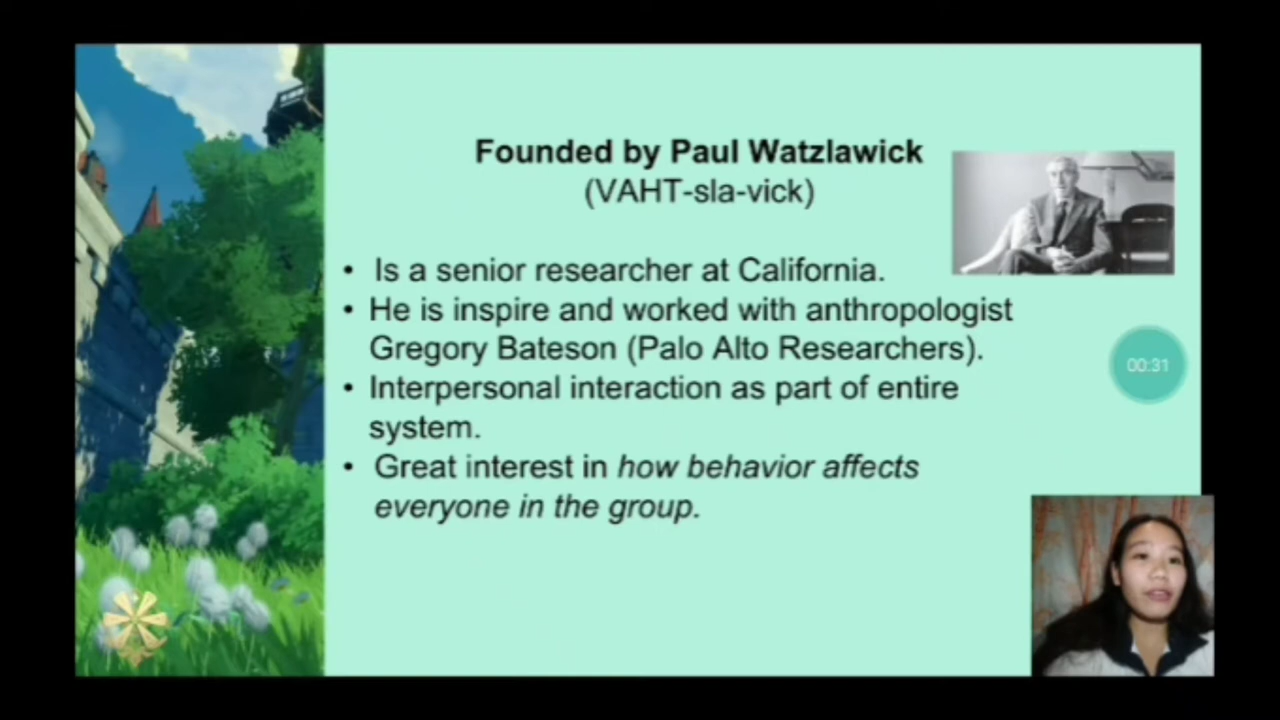 Founded by Paul Watzlawick
(VAHT-sla-vick)
• Is a senior researcher at California.
• He is inspire and worked with anthropologist
Gregory Bateson (Palo Alto Researchers).
• Interpersonal interaction as part of entire
system.
• Great interest in how behavior affects
everyone in the group.
00:31